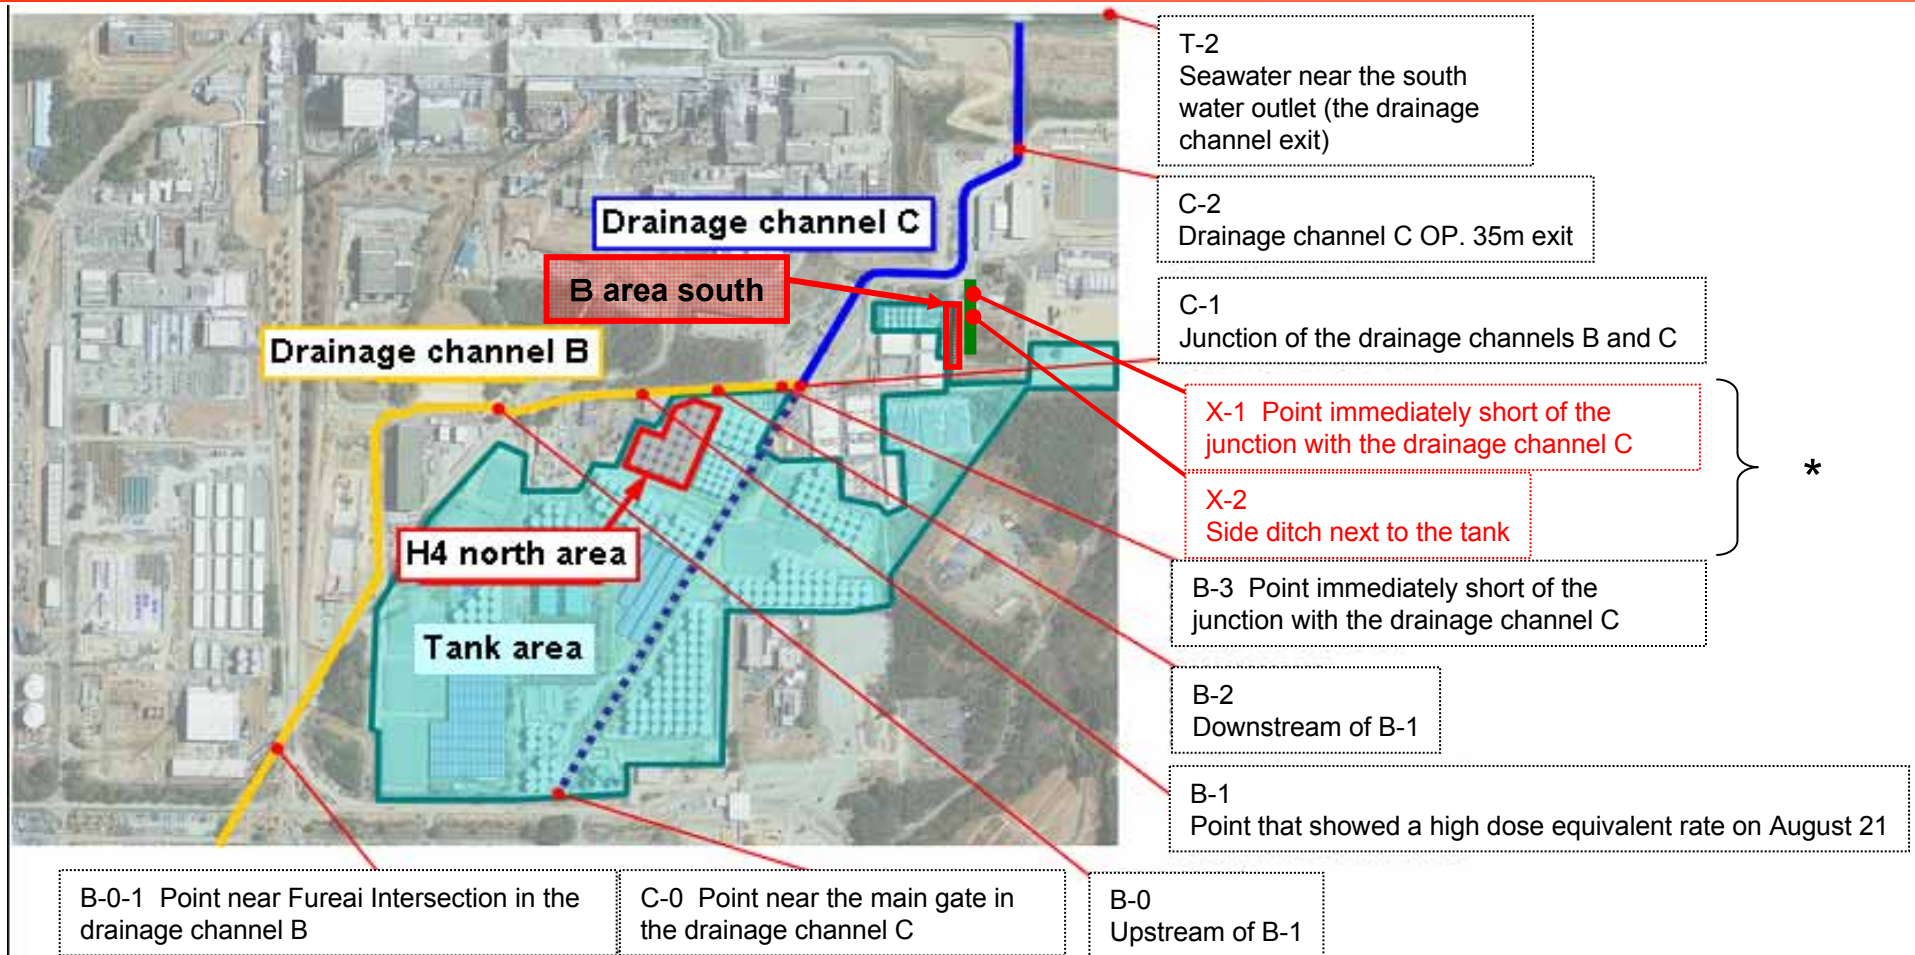 T-2
Seawater near the south
water outlet (the drainage
channel exit)
C-2
Drainage channel C OP. 35m exit
Drainage channel C
B area south
C-1
Junction of the drainage channels B and C
Drainage channel B
X-1 Point immediately short of the
junction with the drainage channel C
*
X-2
Side ditch next to the tank
H4 north area
B-3 Point immediately short of the
junction with the drainage channel C
Tank area
B-2
Downstream of B-1
B-1
Point that showed a high dose equivalent rate on August 21
B-0-1 Point near Fureai Intersection in the
drainage channel B
C-0 Point near the main gate in
the drainage channel C
B-0
Upstream of B-1